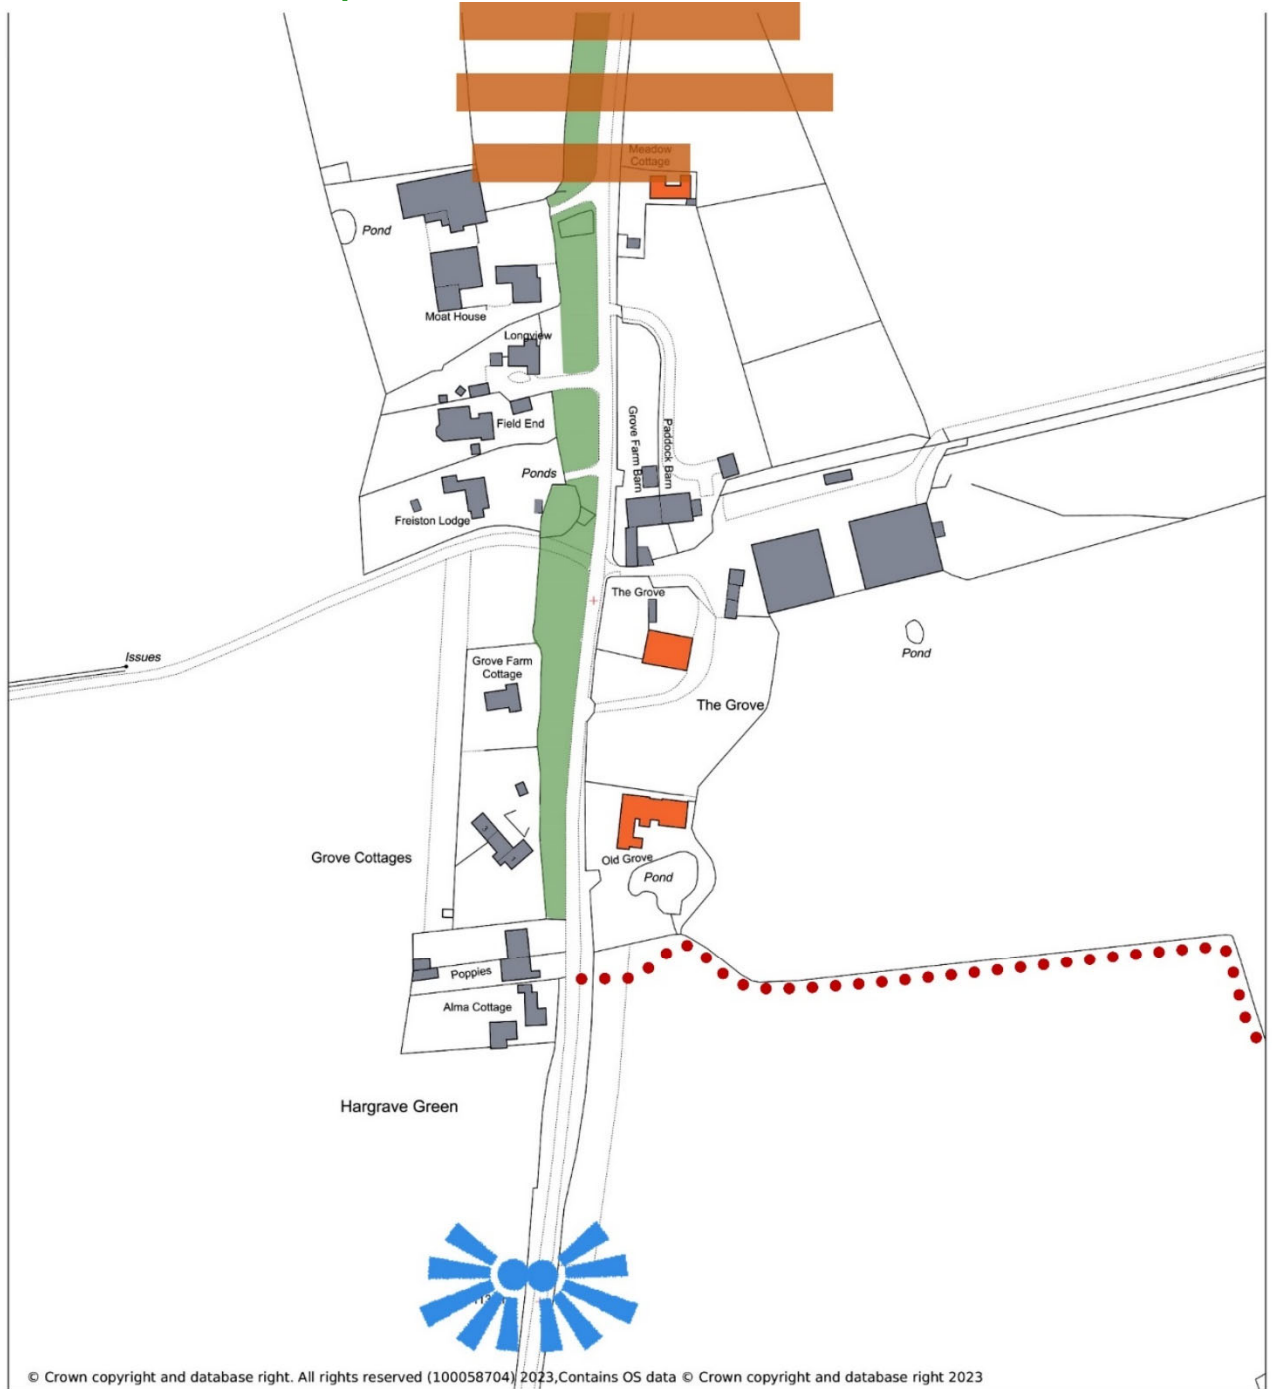 Meadow
Cottage
Pond
Moat House
Longview
Field End
Grove Farm Barn
Paddock Barn
Ponds
Freiston Lodge
The Grove
Issues
Pond
Grove Farm
Cottage
The Grove
Grove Cottages
Old Grove
Pond
Poppies
Alma Cottage
Hargrave Green
© Crown copyright and database right. All rights reserved (100058704) 2023,Contains OS data © Crown copyright and database right 2023